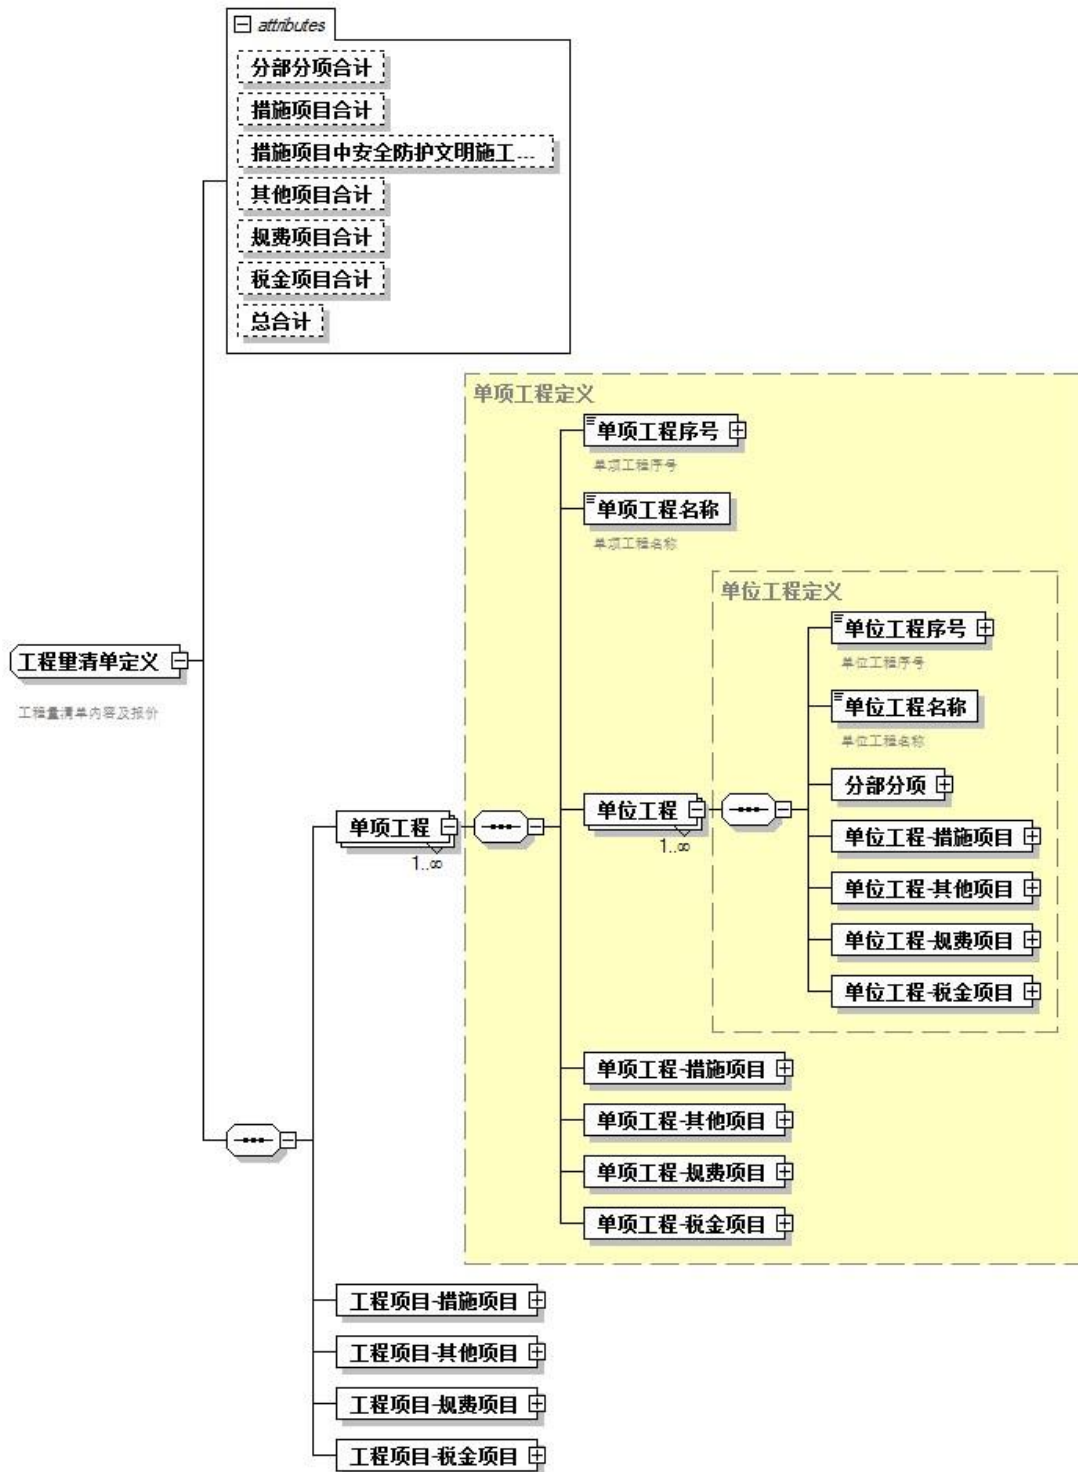 attributes
分部分项合计
措施项目合计
措施项目中安全防护文明施工...
其他项目合计
规费项目合计
税金项目合计
总合计
单项工程定义
单项工程序号
单项工程序号
单项工程名称
单项工程名称
单位工程定义
单位工程序号
单位工程序号
单位工程名称
单位工程名称
分部分项
单位工程-措施项目
单位工程-其他项目
单位工程-规费项目
单位工程-税金项目
工程量清单定义
工程量清单内容及报价
单项工程
1..∞
单位工程
1..∞
单项工程-措施项目
单项工程-其他项目
单项工程-规费项目
单项工程-税金项目
工程项目-措施项目
工程项目-其他项目
工程项目-规费项目
工程项目-税金项目